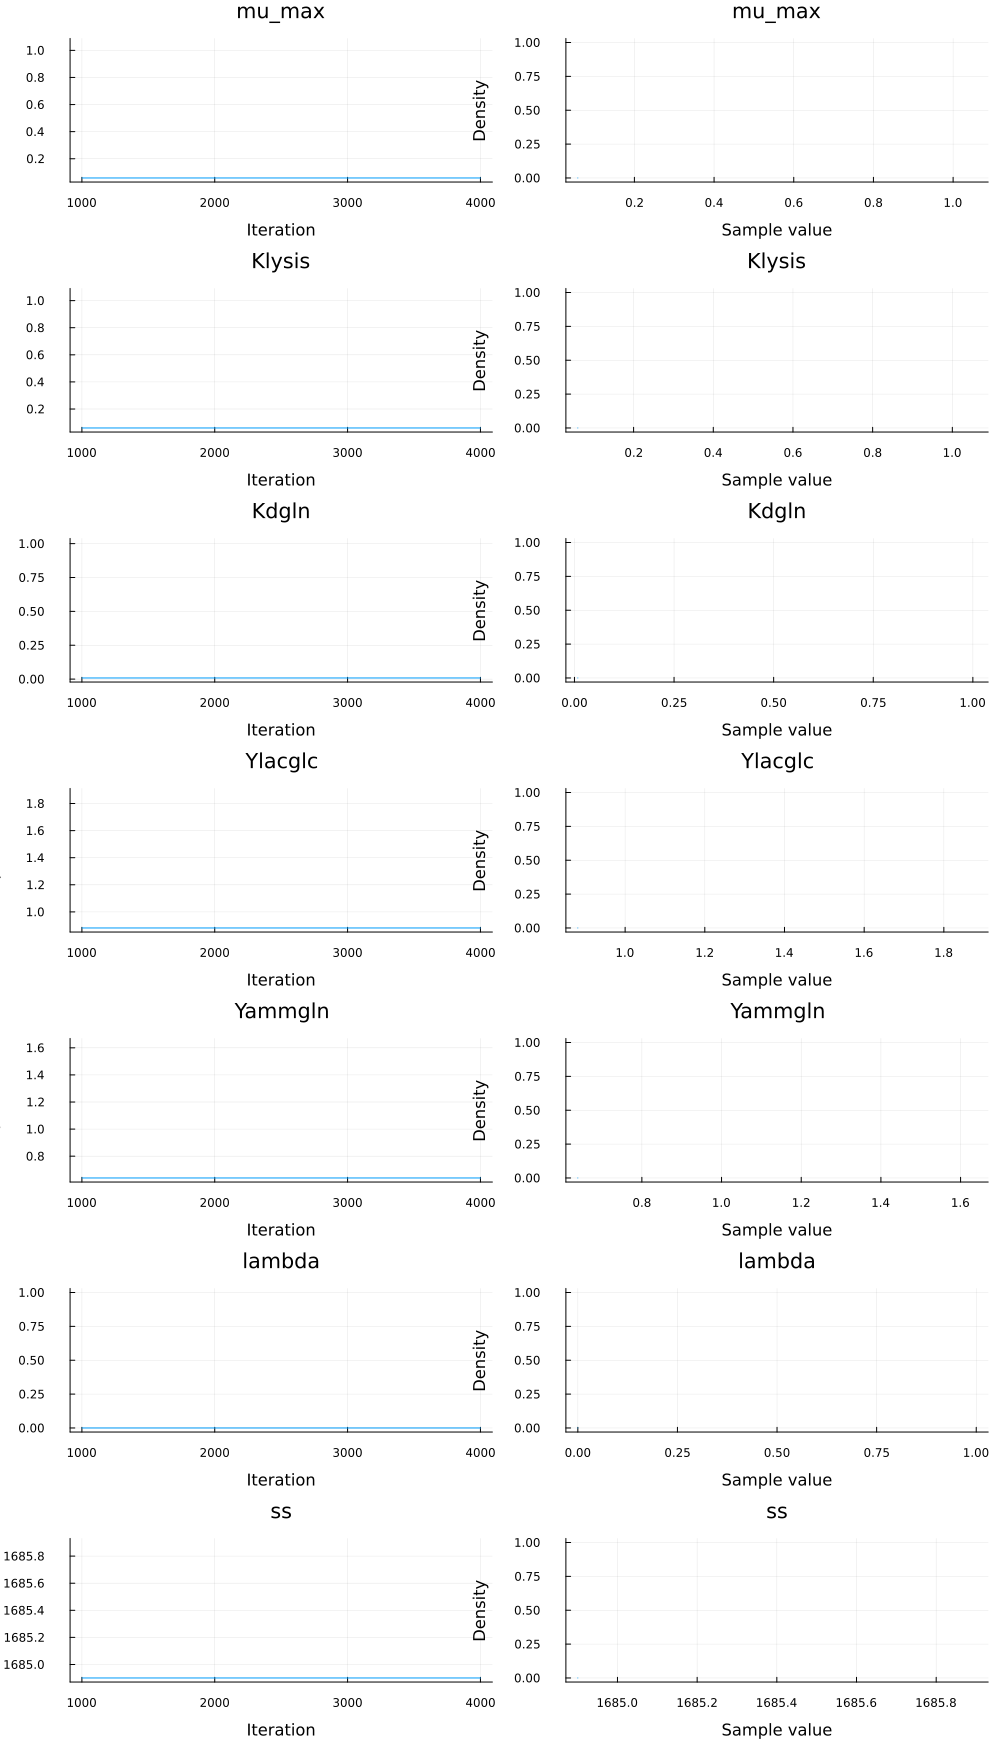 mu_max mu_max
1.0 1.00
0.8 0.75
0.6 Density 0.50
0.4 0.25
0.2 0.00
1000 2000 3000 4000 0.2 0.4 0.6 0.8 1.0
Iteration Sample value
Klysis Klysis
1.0 1.00
0.8 0.75
0.6 Density 0.50
0.4 0.25
0.2 0.00
1000 2000 3000 4000 0.2 0.4 0.6 0.8 1.0
Iteration Sample value
Kdgln Kdgln
1.00 1.00
0.75 0.75
0.50 Density 0.50
0.25 0.25
0.00 0.00
1000 2000 3000 4000 0.00 0.25 0.50 0.75 1.00
Iteration Sample value
Ylacglc Ylacglc
1.8 1.00
1.6 0.75
1.4 Density 0.50
1.2 0.25
1.0 0.00
1000 2000 3000 4000 1.0 1.2 1.4 1.6 1.8
Iteration Sample value
Yammgln Yammgln
1.6 1.00
1.4 0.75
1.2 Density 0.50
1.0 0.25
0.8 0.00
1000 2000 3000 4000 0.8 1.0 1.2 1.4 1.6
Iteration Sample value
lambda lambda
1.00 1.00
0.75 0.75
0.50 Density 0.50
0.25 0.25
0.00 0.00
1000 2000 3000 4000 0.00 0.25 0.50 0.75 1.00
Iteration Sample value
ss ss
1685.8 1.00
1685.6 0.75
1685.4 Density 0.50
1685.2 0.25
1685.0 0.00
1000 2000 3000 4000 1685.0 1685.2 1685.4 1685.6 1685.8
Iteration Sample value